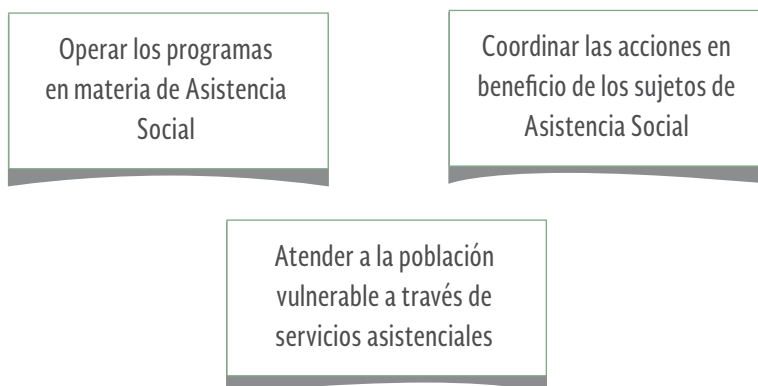 Operar los programas
en materia de Asistencia
Social
Coordinar las acciones en
beneficio de los sujetos de
Asistencia Social
Atender a la población
vulnerable a través de
servicios asistenciales